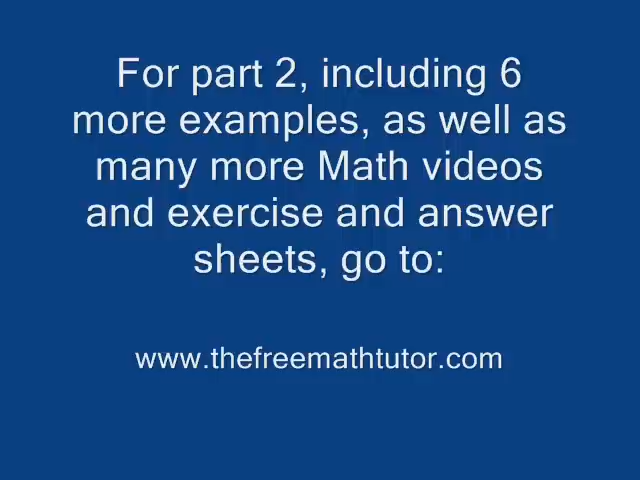 For part 2, including 6
more examples, as well as
many more Math videos
and exercise and answer
sheets, go to:
www.thefreemathtutor.com